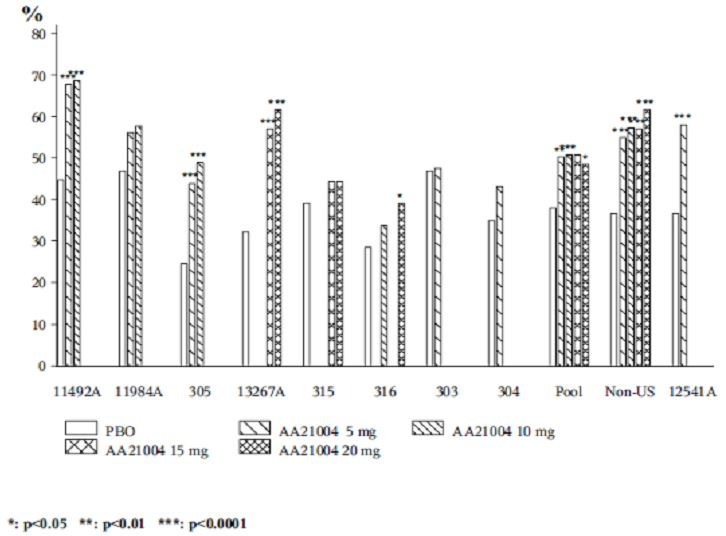 %
80
70
60
50
40
30
20
10
0
*** ***
*** ***
*** ***
*
** *** *
*** *** *** ***
***
11492A 11984A 305 13267A 315 316 303 304 Pool Non-US 12541A
PBO AA21004 5 mg AA21004 10 mg
AA21004 15 mg AA21004 20 mg
*: p<0.05 **: p<0.01 ***: p<0.0001